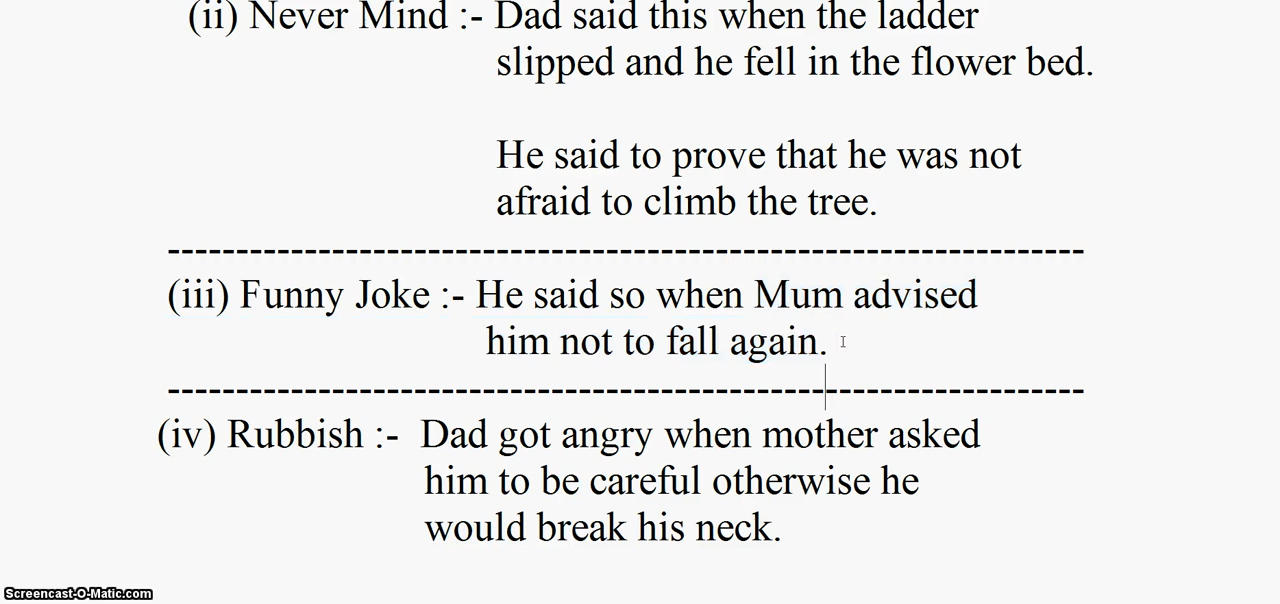 (ii) Never Mind :- Dad said this when the ladder
slipped and he fell in the flower bed.
He said to prove that he was not
afraid to climb the tree.
--------------------------------------------------------------------
(iii) Funny Joke :- He said so when Mum advised
him not to fall again.
--------------------------------------------------------------------
(iv) Rubbish :- Dad got angry when mother asked
him to be careful otherwise he
would break his neck.
Screencast-O-Matic.com